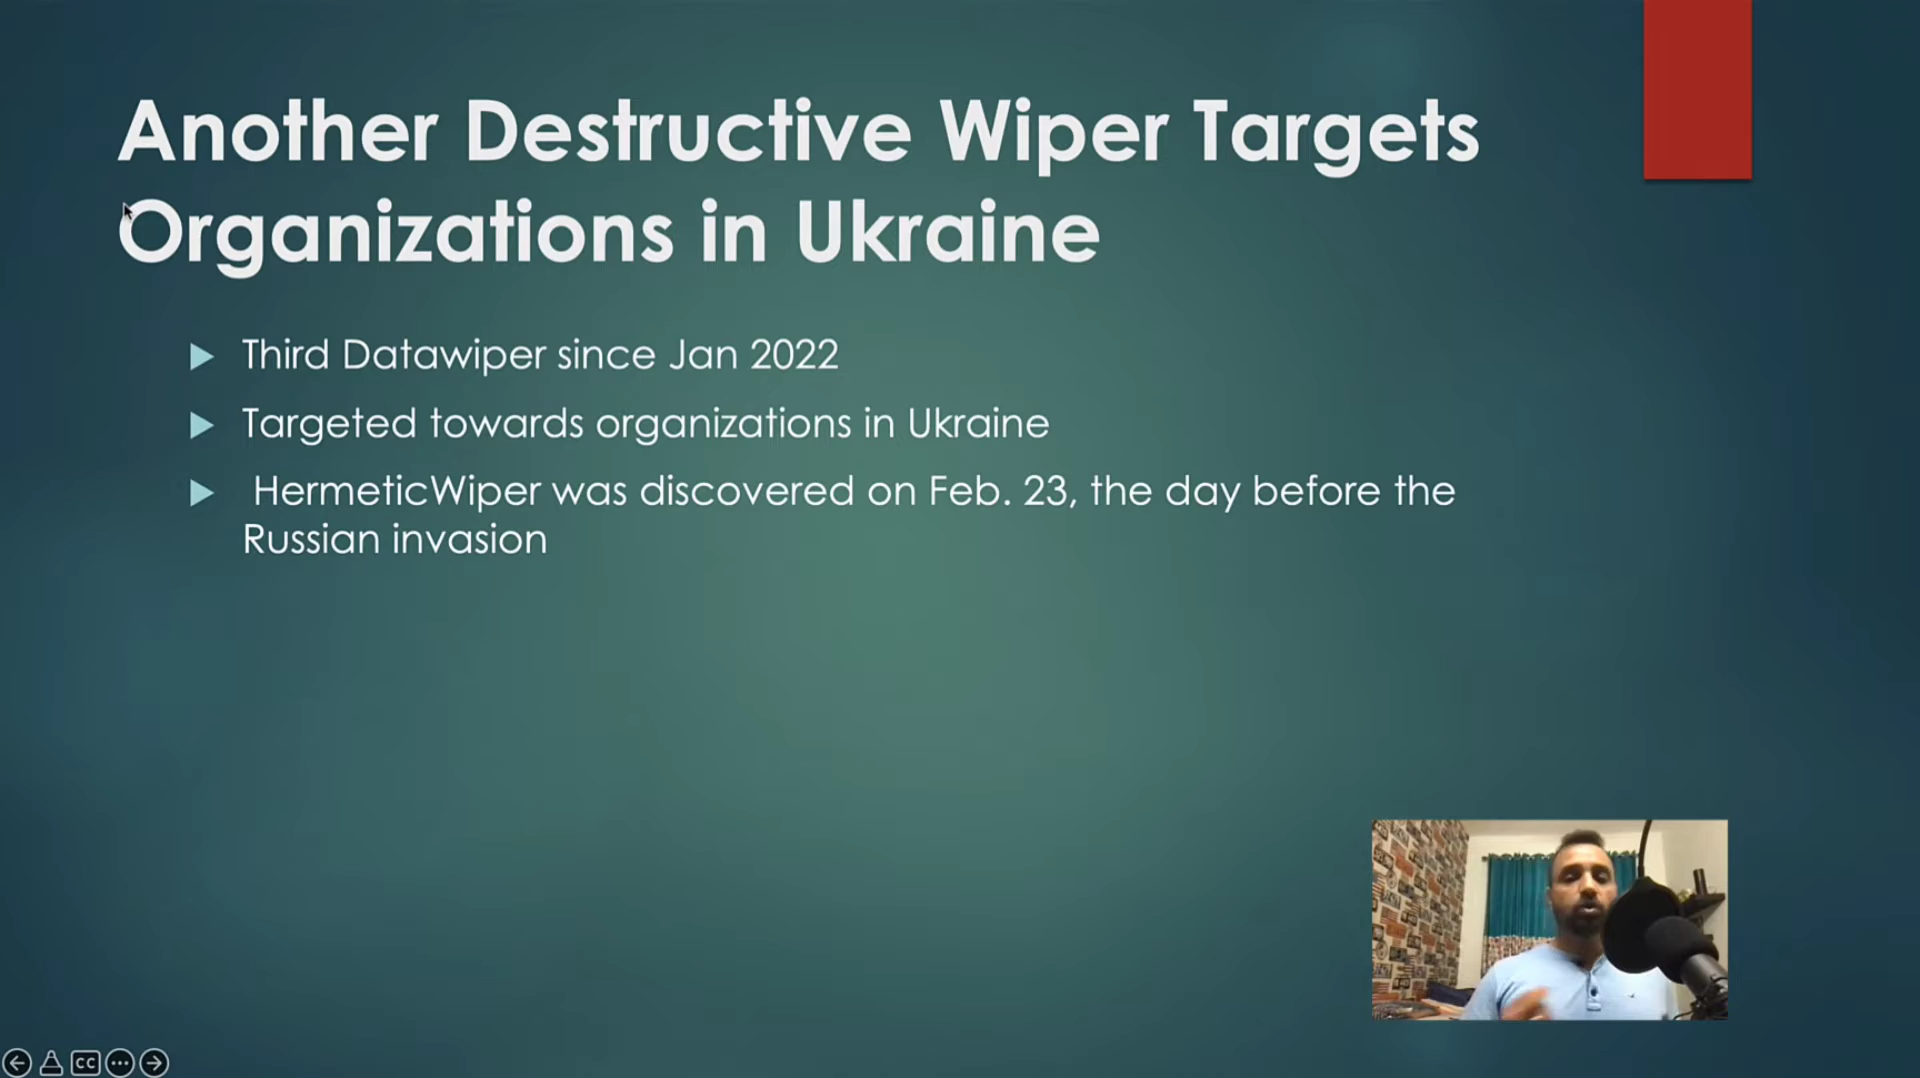 Another Destructive Wiper Targets
Organizations in Ukraine
Third Datawiper since Jan 2022
Targeted towards organizations in Ukraine
HermeticWiper was discovered on Feb. 23, the day before the
Russian invasion
CC